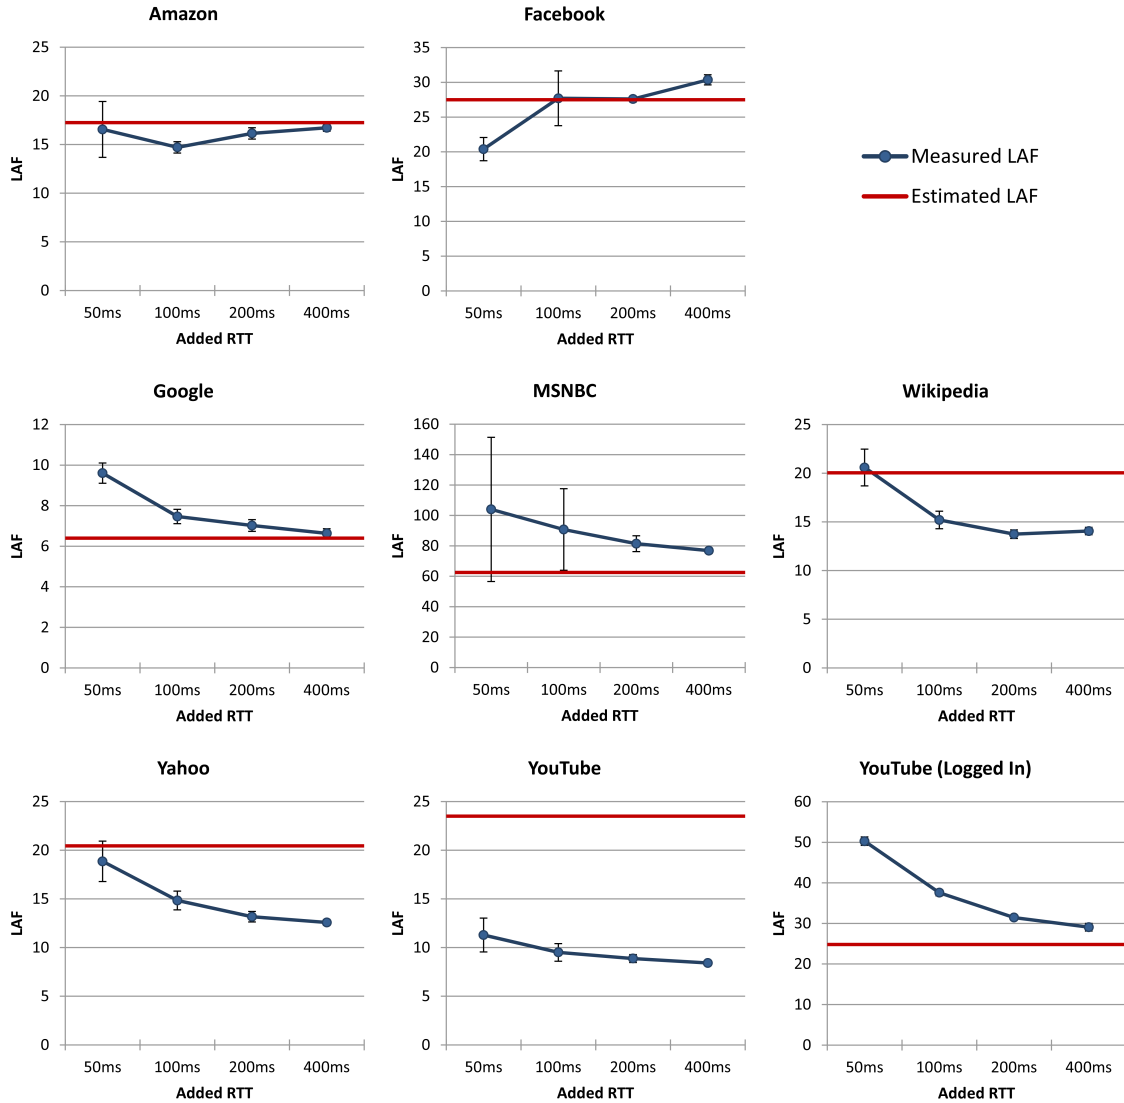 Amazon
25
20
15
10
5
0
LAF
50ms 100ms 200ms 400ms
Added RTT
Facebook
35
30
25
20
15
10
5
0
LAF
50ms 100ms 200ms 400ms
Added RTT
Measured LAF
Estimated LAF
Google
12
10
8
6
4
2
0
LAF
50ms 100ms 200ms 400ms
Added RTT
MSNBC
160
140
120
100
80
60
40
20
0
LAF
50ms 100ms 200ms 400ms
Added RTT
Wikipedia
25
20
15
10
5
0
LAF
50ms 100ms 200ms 400ms
Added RTT
Yahoo
25
20
15
10
5
0
LAF
50ms 100ms 200ms 400ms
Added RTT
YouTube
25
20
15
10
5
0
LAF
50ms 100ms 200ms 400ms
Added RTT
YouTube (Logged In)
60
50
40
30
20
10
0
LAF
50ms 100ms 200ms 400ms
Added RTT